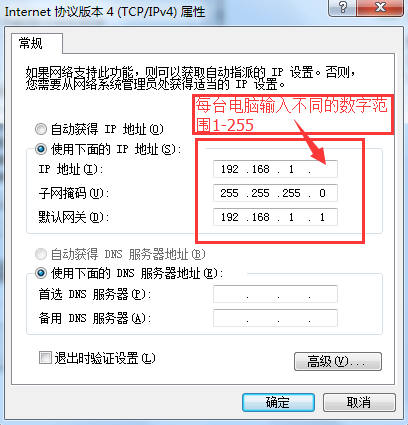 Internet 协议版本 4 (TCP/IPv4) 属性
常规
如果网络支持此功能，则可以获取自动指派的 IP 设置。否则，
您需要从网络系统管理员处获得适当的 IP 设置。
每台电脑输入不同的数字范
围1-255
自动获得 IP 地址(O)
使用下面的 IP 地址(S):
IP 地址(I): 192 .168 . 1 .
子网掩码(U): 255 .255 .255 . 0
默认网关(D): 192 .168 . 1 . 1
自动获得 DNS 服务器地址(B)
使用下面的 DNS 服务器地址(E):
首选 DNS 服务器(P): . . .
备用 DNS 服务器(A): . . .
退出时验证设置(L)
高级(V)...
确定 取消